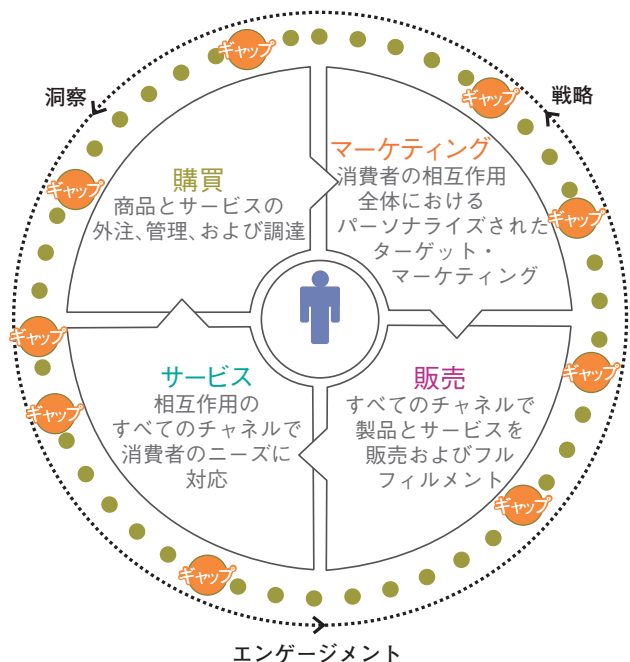 ギャップ
洞察
戦略
ギャップ
購買
商品とサービスの
外注、管理、および調達
マーケティング
消費者の相互作用
全体における
パーソナライズされた
ターゲット・
マーケティング
ギャップ
ギャップ
ギャップ
ギャップ
ギャップ
サービス
相互作用の
すべてのチャネルで
消費者のニーズに
対応
販売
すべてのチャネルで
製品とサービスを
販売およびフル
フィルメント
ギャップ
ギャップ
エンゲージメント